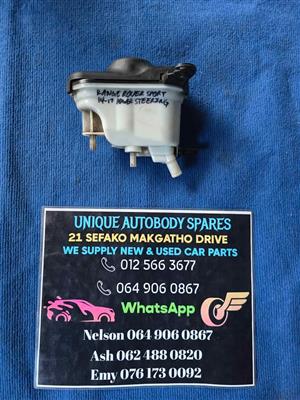 RANGE ROVER SPORT
14-17 POWER STEERING
UNIQUE AUTOBODY SPARES
21 SEFAKO MAKGATHO DRIVE
WE SUPPLY NEW & USED CAR PARTS
012 566 3677
064 906 0867
WhatsApp
Nelson 064 906 0867
Ash 062 488 0820
Emy 076 173 0092